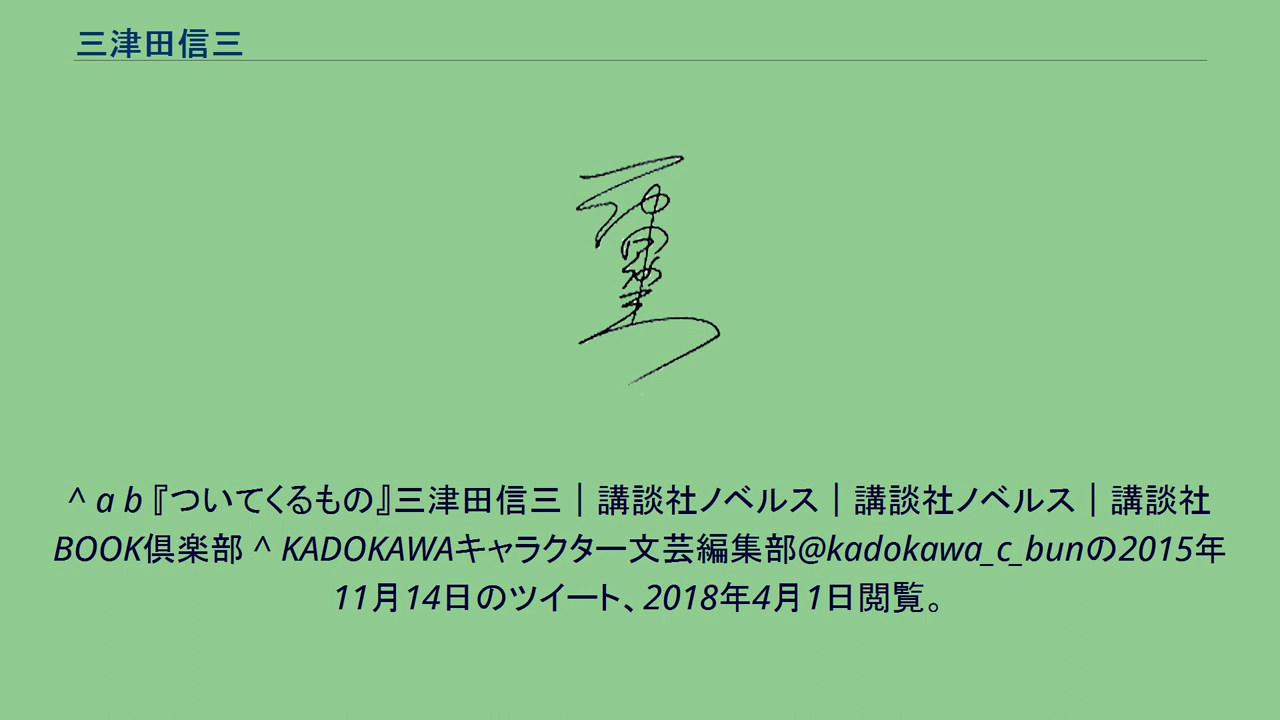 三津田信三
^ a b『ついてくるもの』三津田信三｜講談社ノベルス｜講談社ノベルス｜講談社
BOOK倶楽部 ^ KADOKAWAキャラクター文芸編集部@kadokawa_c_bunの2015年
11月14日のツイート、2018年4月1日閲覧。